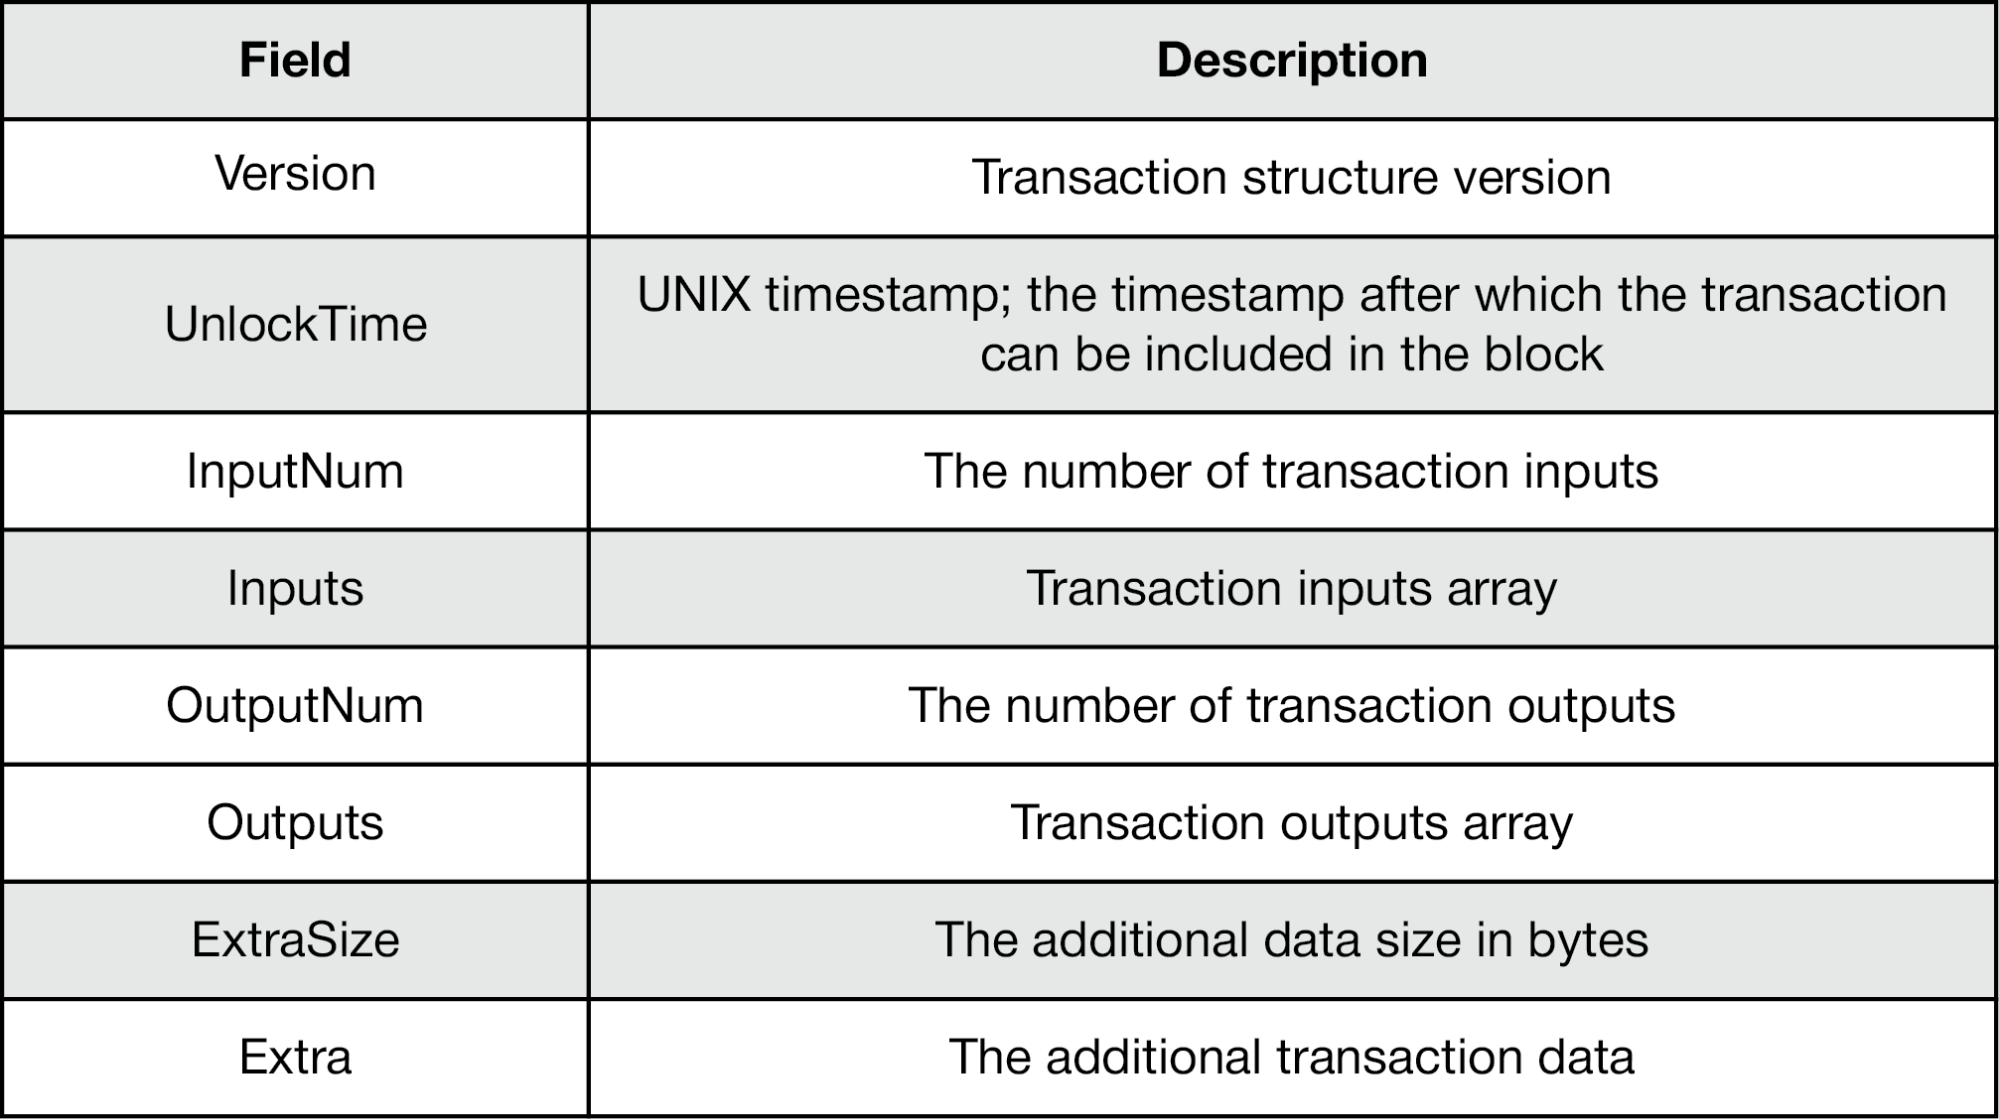 Field Description
Version Transaction structure version
UnlockTime UNIX timestamp; the timestamp after which the transaction
can be included in the block
InputNum The number of transaction inputs
Inputs Transaction inputs array
OutputNum The number of transaction outputs
Outputs Transaction outputs array
ExtraSize The additional data size in bytes
Extra The additional transaction data